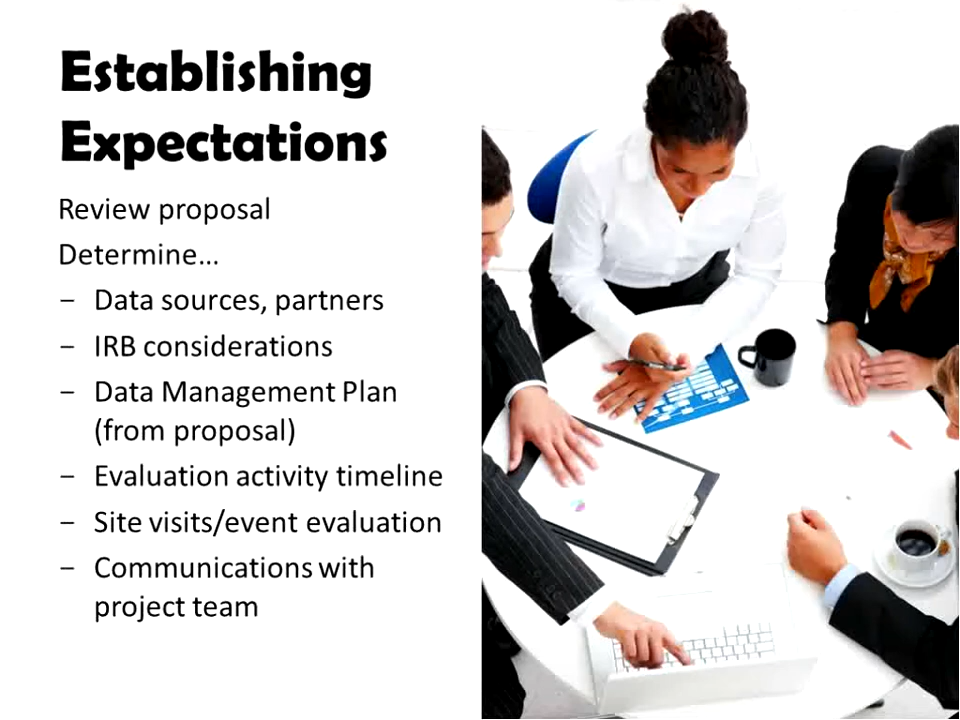 Establishing
Expectations
Review proposal
Determine...
– Data sources, partners
– IRB considerations
– Data Management Plan
(from proposal)
– Evaluation activity timeline
– Site visits/event evaluation
– Communications with
project team